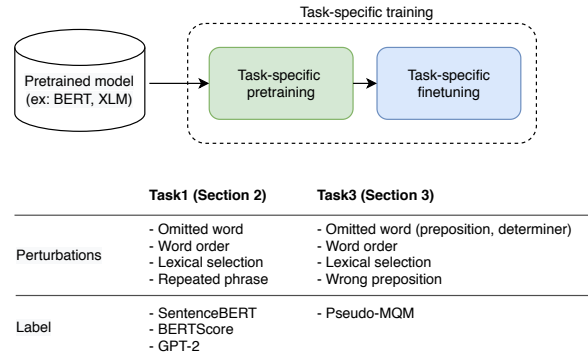 Task-specific training
Pretrained model
(ex: BERT, XLM)
Task-specific
pretraining
Task-specific
finetuning
Task1 (Section 2)
Task3 (Section 3)
Perturbations
- Omitted word
- Word order
- Lexical selection
- Repeated phrase
- Omitted word (preposition, determiner)
- Word order
- Lexical selection
- Wrong preposition
Label
- SentenceBERT
- BERTScore
- GPT-2
- Pseudo-MQM